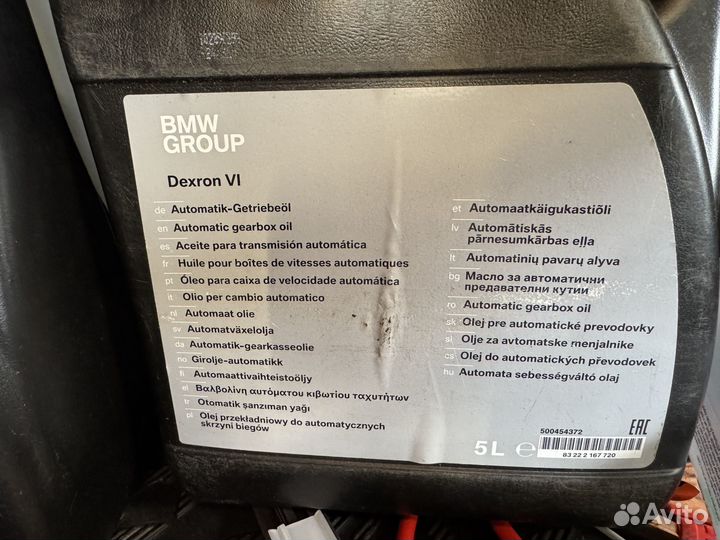 BMW
GROUP
Dexron VI
de Automatik-Getriebeöl
en Automatic gearbox oil
es Aceite para transmisión automática
fr Huile pour boîtes de vitesses automatiques
pt Óleo para caixa de velocidade automática
it Olio per cambio automatico
nl Automaat olie
sv Automatväxelolja
da Automatik-gearkasseolie
no Girolje-automatikk
fi Automaattivaihteistoöljy
el Βαλβολίνη αυτόματου κιβωτίου ταχυτήτων
tr Otomatik şanzıman yağı
pl Olej przekładniowy do automatycznych
skrzyni biegów
et Automaatkäigukastiõli
lv Automātiskās
pārnesumkārbas eļļa
lt Automatinių pavarų alyva
bg Масло за автоматични
предавателни кутии
ro Automatic gearbox oil
sk Olej pre automatické prevodovky
sl Olje za avtomatske menjalnike
cs Olej do automatických převodovek
hu Automata sebességváltó olaj
5L ℮
500454372
83 22 2 167 720
EAC
Avito